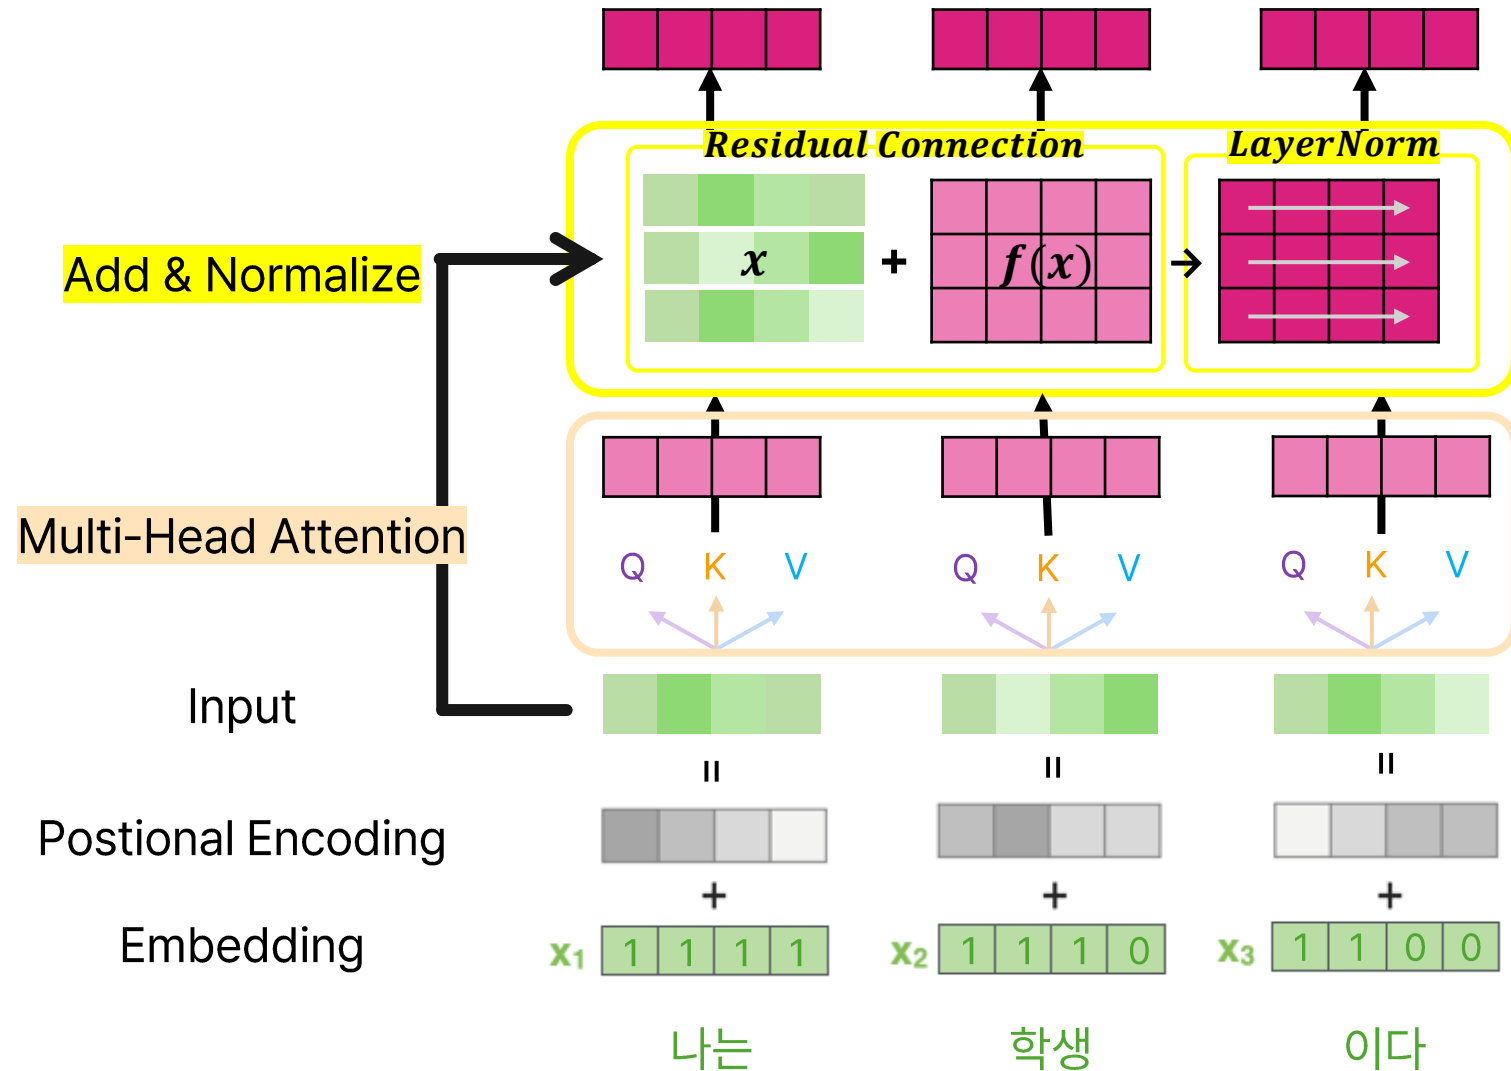 Residual Connection
LayerNorm
Add & Normalize
x + f(x) →
Multi-Head Attention
Q K V
Q K V
Q K V
Input
=
=
=
Postional Encoding
+
+
+
Embedding
x1 1 1 1 1
x2 1 1 1 0
x3 1 1 0 0
나는 학생 이다